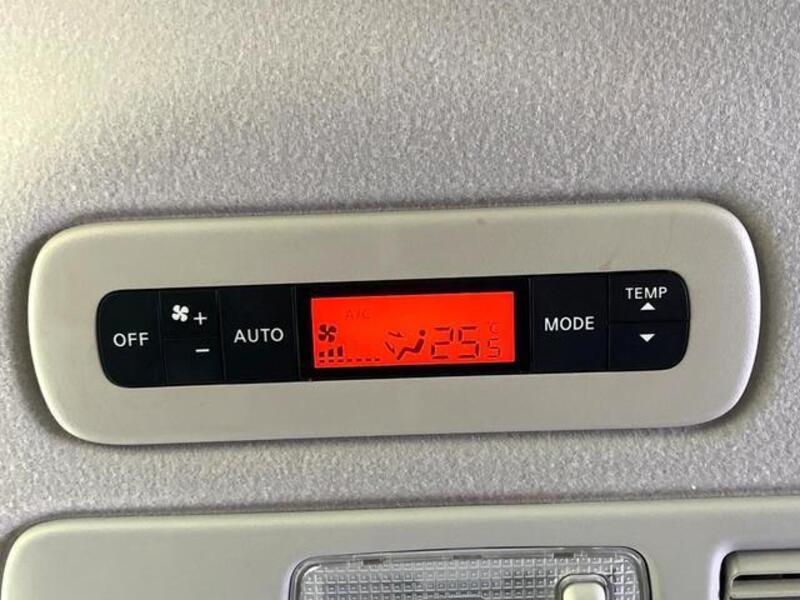 OFF
+
-
AUTO
A/C
25.5 °C
MODE
TEMP